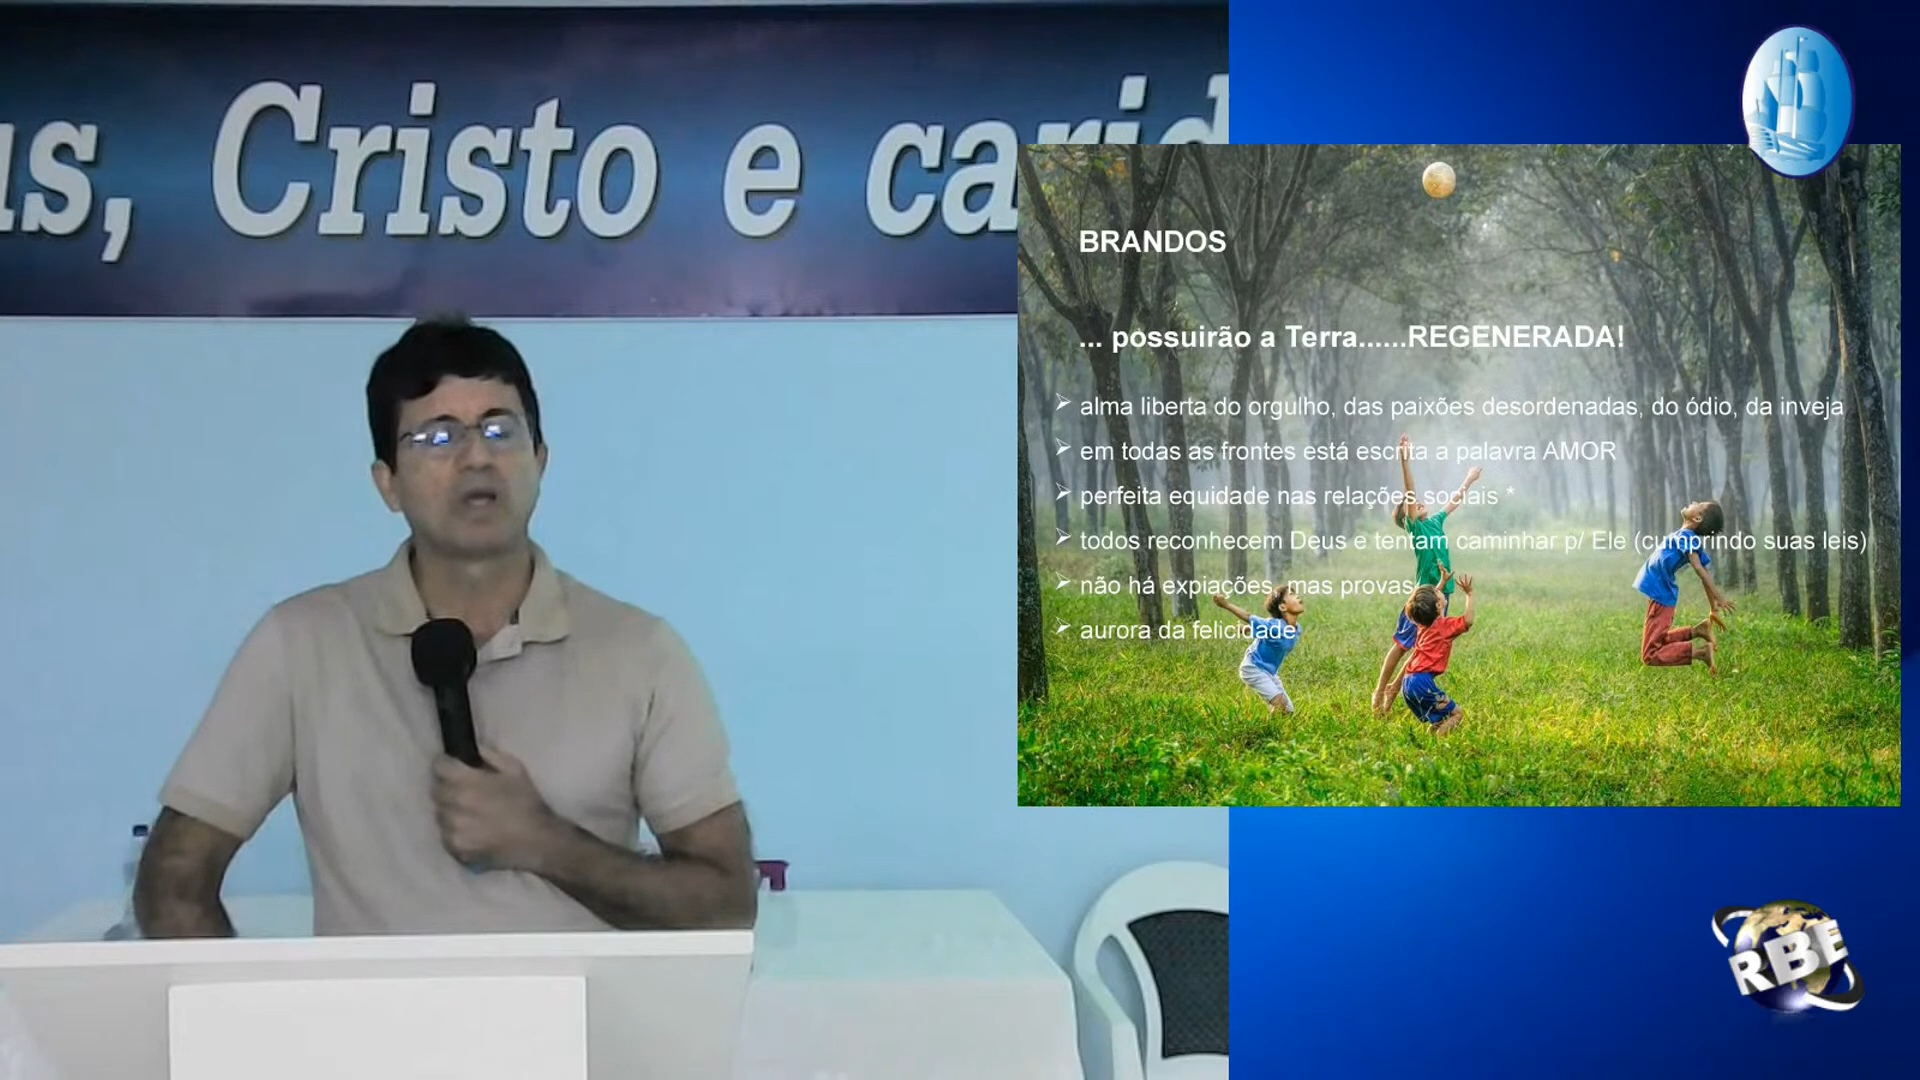 us, Cristo e carid
BRANDOS
... possuirão a Terra......REGENERADA!
alma liberta do orgulho, das paixões desordenadas, do ódio, da inveja
em todas as frontes está escrita a palavra AMOR
perfeita equidade nas relações sociais *
todos reconhecem Deus e tentam caminhar p/ Ele (cumprindo suas leis)
não há expiações, mas provas
aurora da felicidade
RBE